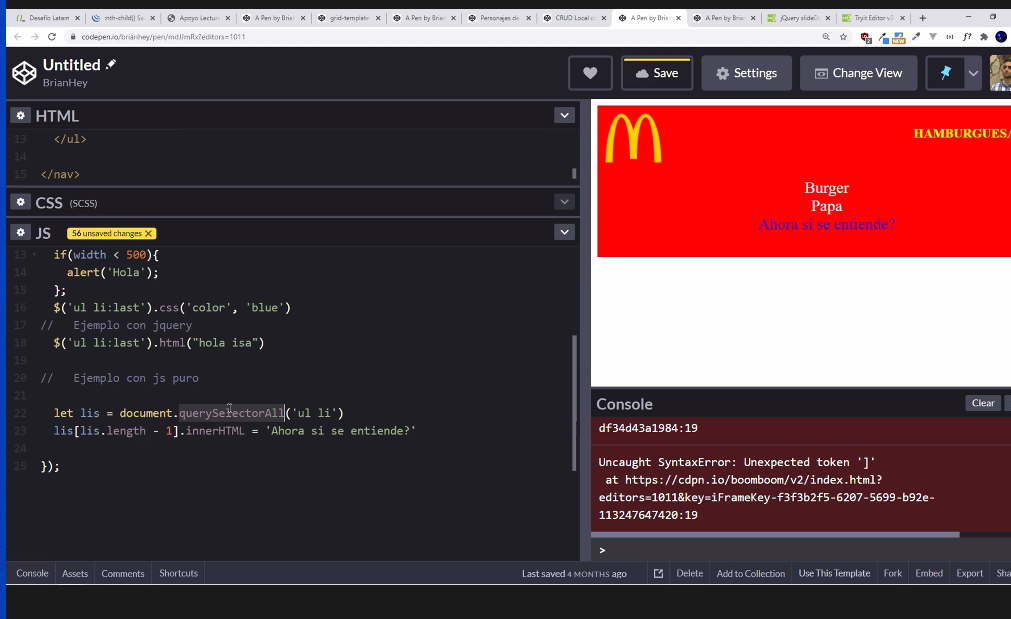 Desafío Latam
:nth-child() S
Apoyo Lectur
A Pen by Bria
grid-template
A Pen by Bria
Personajes de
CRUD Local c
A Pen by Bri
A Pen by Bria
jQuery slideD
Tryit Editor v3
codepen.io/brianhey/pen/mdJmRx?editors=1011
Untitled
BrianHey
Save
Settings
Change View
HTML
13 </ul>
14
15 </nav>
CSS (SCSS)
JS 56 unsaved changes X
13 if(width < 500){
14 alert('Hola');
15 };
16 $('ul li:last').css('color', 'blue')
17 // Ejemplo con jquery
18 $('ul li:last').html("hola isa")
19
20 // Ejemplo con js puro
21
22 let lis = document.querySelectorAll('ul li')
23 lis[lis.length - 1].innerHTML = 'Ahora si se entiende?'
24
25 });
HAMBURGUESA
Burger
Papa
Ahora si se entiende?
Console
Clear
df34d43a1984:19
Uncaught SyntaxError: Unexpected token ']'
at https://cdpn.io/boomboom/v2/index.html?
editors=1011&key=iFrameKey-f3f3b2f5-6207-5699-b92e-
113247647420:19
>
Console
Assets
Comments
Shortcuts
Last saved 4 MONTHS ago
Delete
Add to Collection
Use This Template
Fork
Embed
Export
Sha